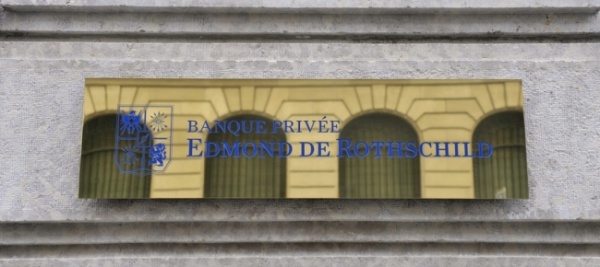 BANQUE PRIVÉE
EDMOND DE ROTHSCHILD